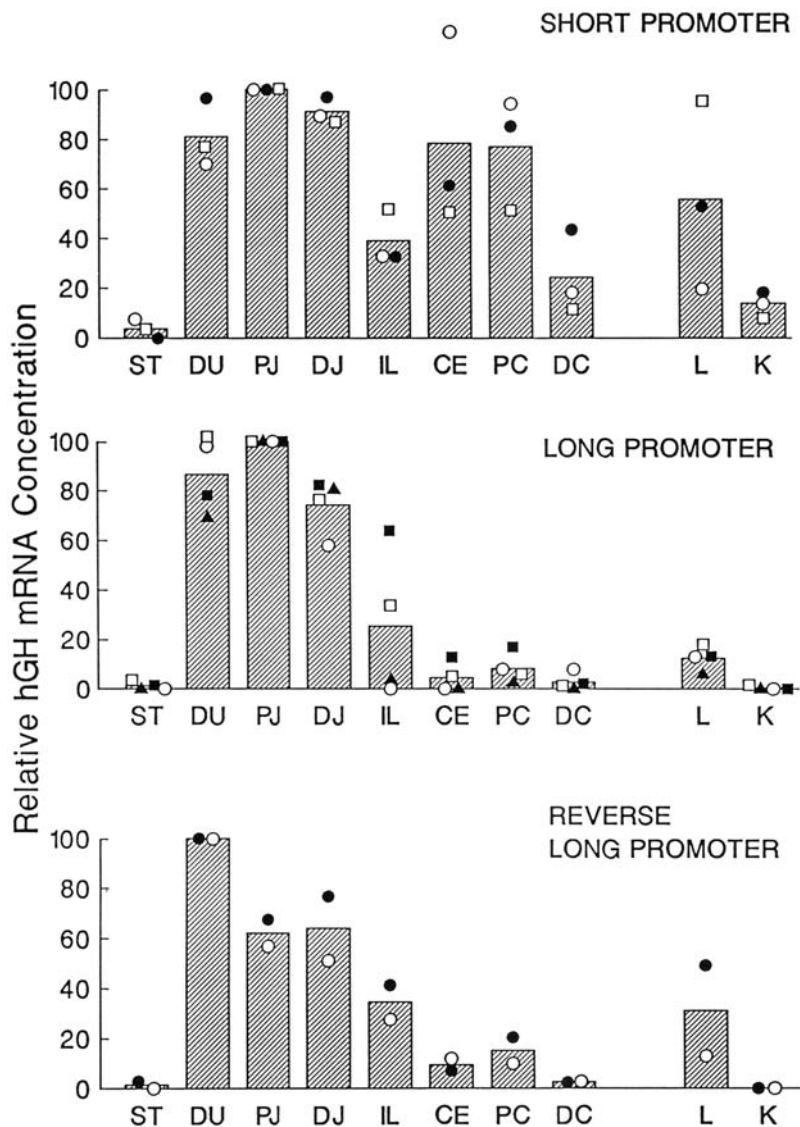 SHORT PROMOTER
Relative hGH mRNA Concentration
100
80
60
40
20
0
ST DU PJ DJ IL CE PC DC L K
LONG PROMOTER
100
80
60
40
20
0
ST DU PJ DJ IL CE PC DC L K
REVERSE
LONG PROMOTER
100
80
60
40
20
0
ST DU PJ DJ IL CE PC DC L K